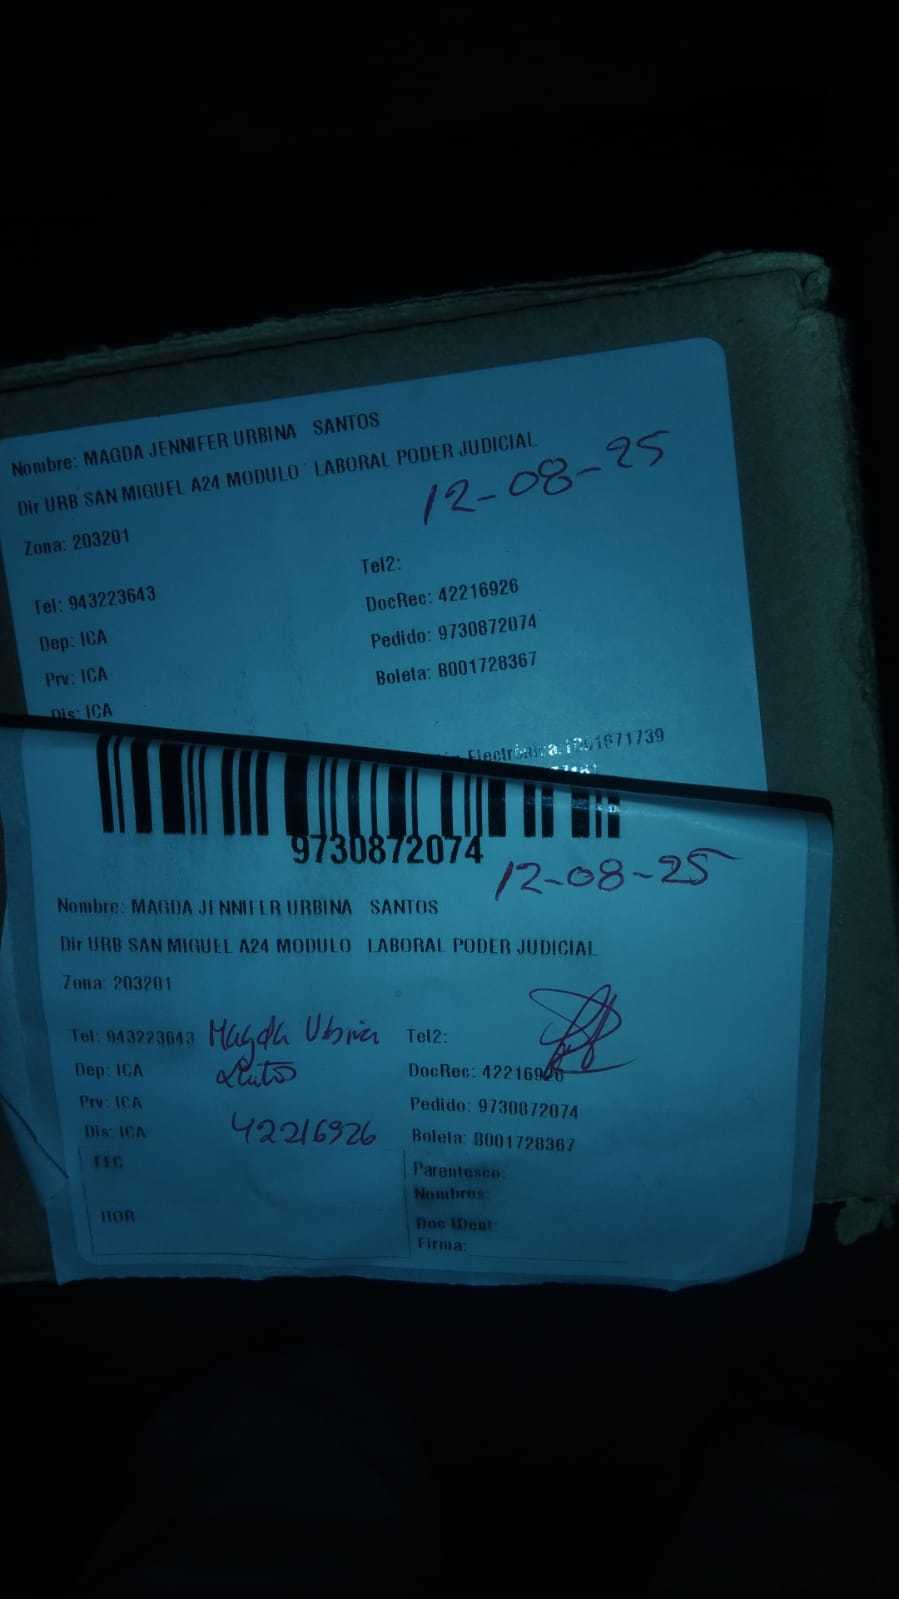 Nombre: MAGDA JENNIFER URBINA SANTOS
Dir URB SAN MIGUEL A24 MODULO LABORAL PODER JUDICIAL
12-08-25
Zona: 203201
Tel: 943223643
Tel2:
Dep: ICA
DocRec: 42216926
Prv: ICA
Pedido: 9730872074
Dis: ICA
Boleta: B001728367
Electrónica
9730872074
12-08-25
Nombre: MAGDA JENNIFER URBINA SANTOS
Dir URB SAN MIGUEL A24 MODULO LABORAL PODER JUDICIAL
Zona: 203201
Tel: 943223643 Magda Urbina
Tel2:
Dep: ICA
DocRec: 42216926
Prv: ICA
Pedido: 9730872074
Dis: ICA 42216926
Boleta: B001728367
FEC
Parentesco:
Nombres:
HOR
Doc IDent:
Firma: